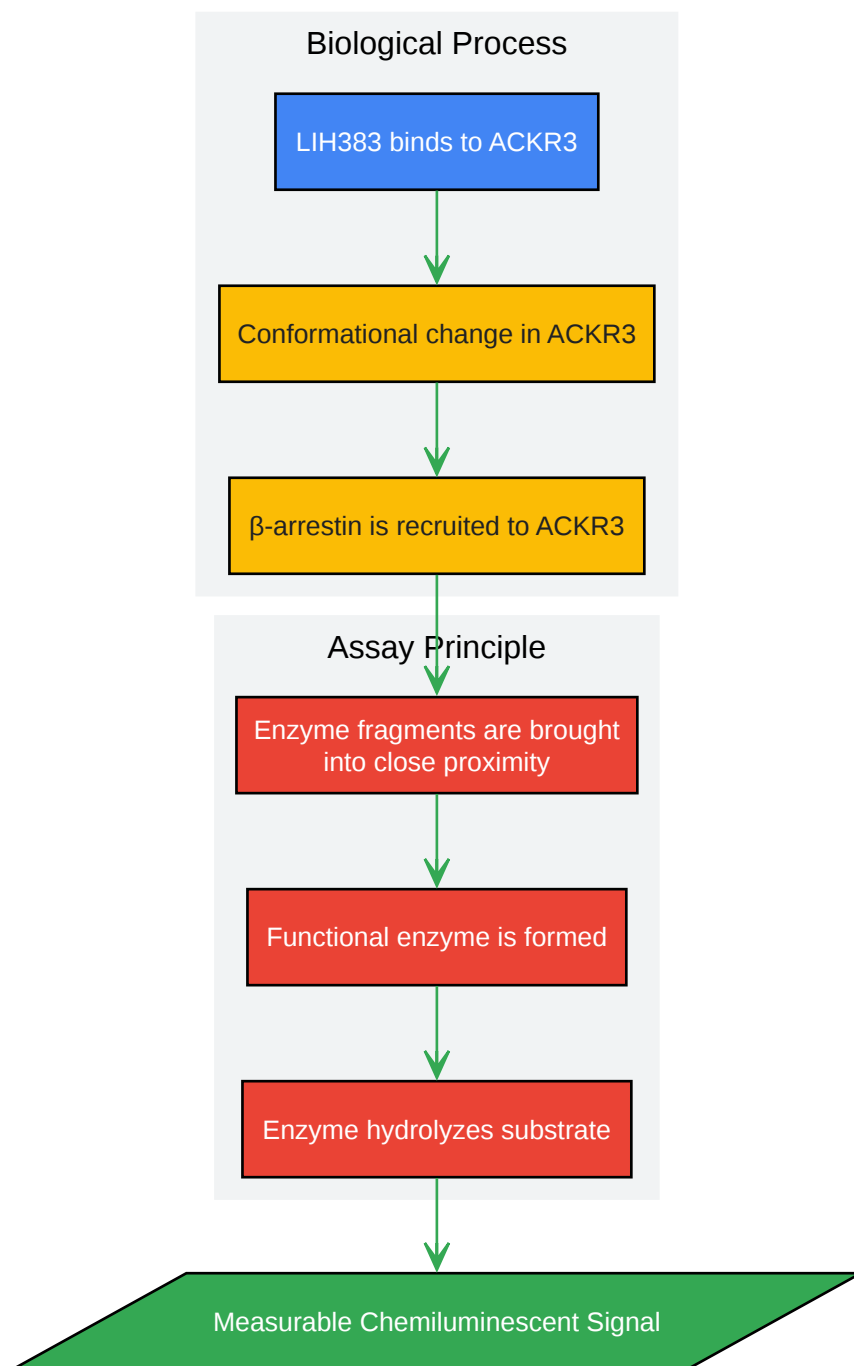 Biological Process
LIH383 binds to ACKR3
Conformational change in ACKR3
β-arrestin is recruited to ACKR3
Assay Principle
Enzyme fragments are brought
into close proximity
Functional enzyme is formed
Enzyme hydrolyzes substrate
Measurable Chemiluminescent Signal